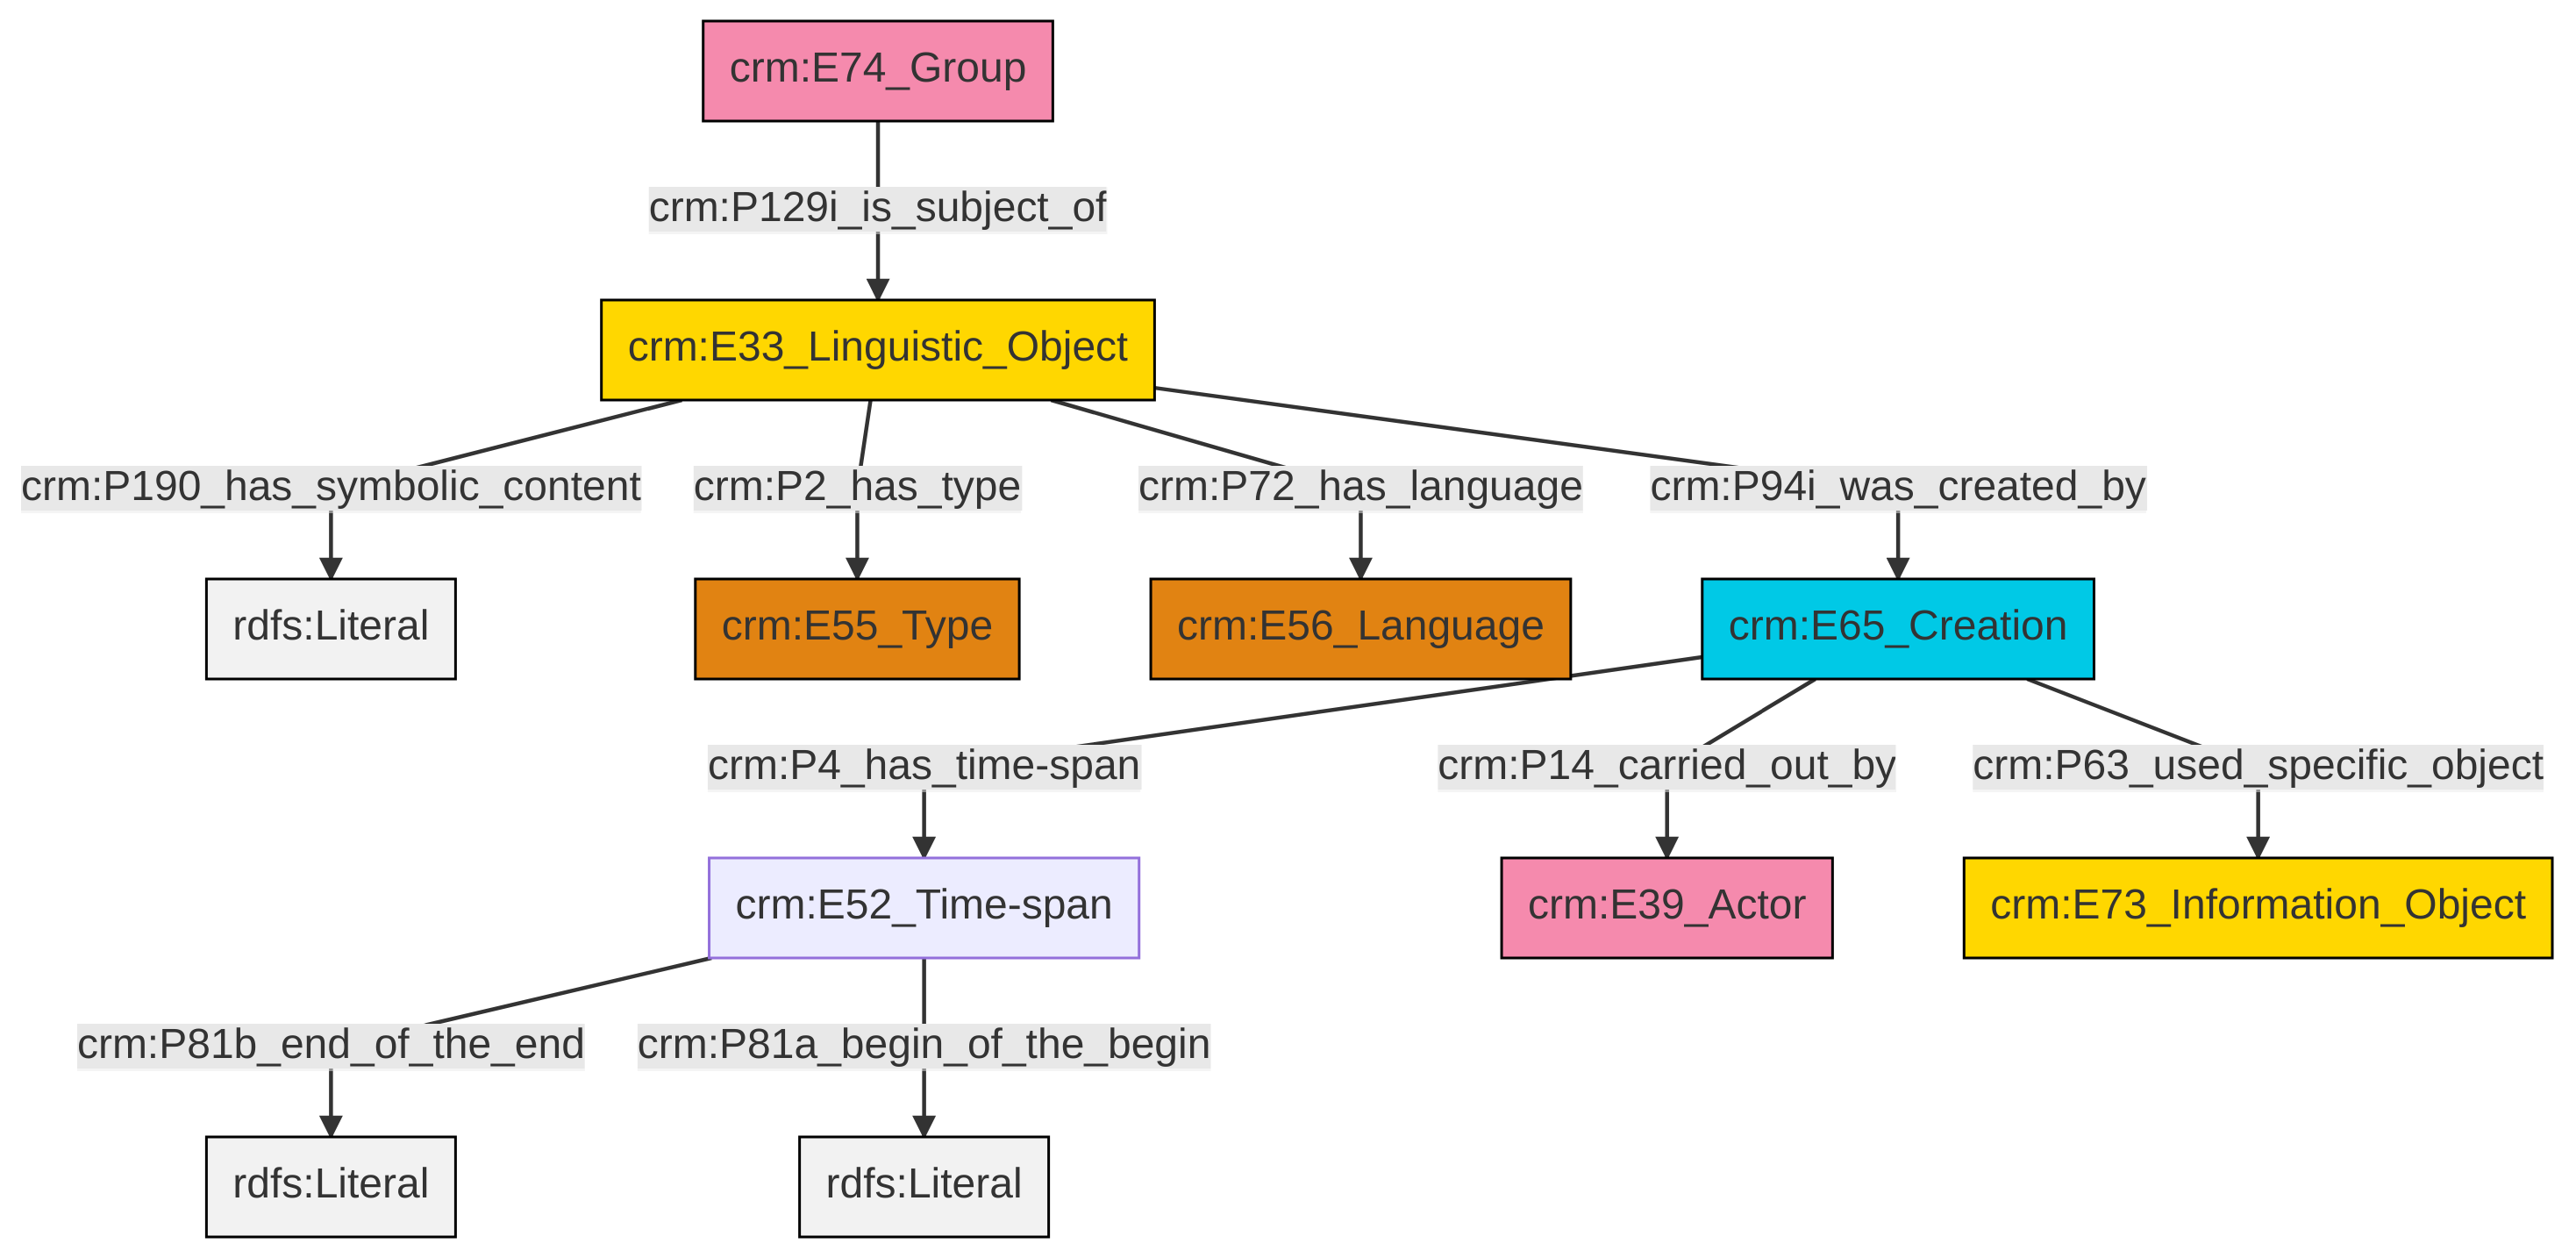 crm:E74_Group
crm:P129i_is_subject_of
crm:E33_Linguistic_Object
crm:P190_has_symbolic_content
crm:P2_has_type
crm:P72_has_language
crm:P94i_was_created_by
rdfs:Literal
crm:E55_Type
crm:E56_Language
crm:E65_Creation
crm:P4_has_time-span
crm:P14_carried_out_by
crm:P63_used_specific_object
crm:E52_Time-span
crm:E39_Actor
crm:E73_Information_Object
crm:P81b_end_of_the_end
crm:P81a_begin_of_the_begin
rdfs:Literal
rdfs:Literal